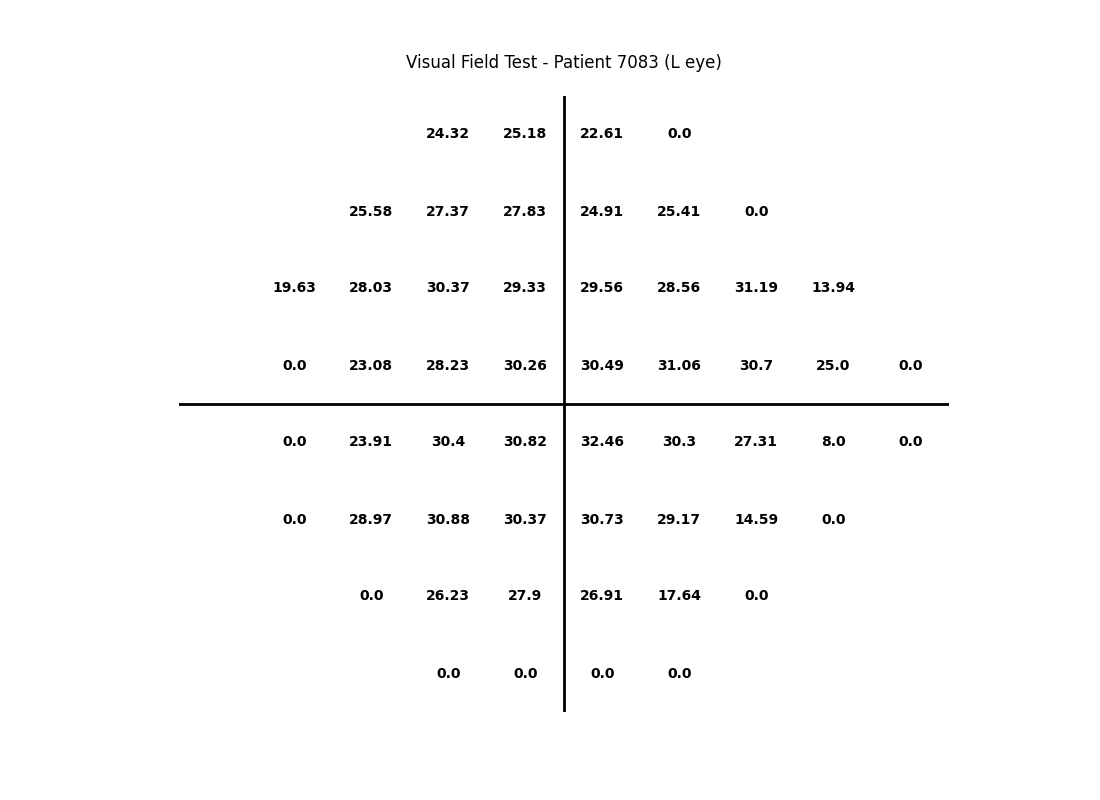 Visual Field Test - Patient 7083 (L eye)
24.32 25.18 22.61 0.0
25.58 27.37 27.83 24.91 25.41 0.0
19.63 28.03 30.37 29.33 29.56 28.56 31.19 13.94
0.0 23.08 28.23 30.26 30.49 31.06 30.7 25.0 0.0
0.0 23.91 30.4 30.82 32.46 30.3 27.31 8.0 0.0
0.0 28.97 30.88 30.37 30.73 29.17 14.59 0.0
0.0 26.23 27.9 26.91 17.64 0.0
0.0 0.0 0.0 0.0